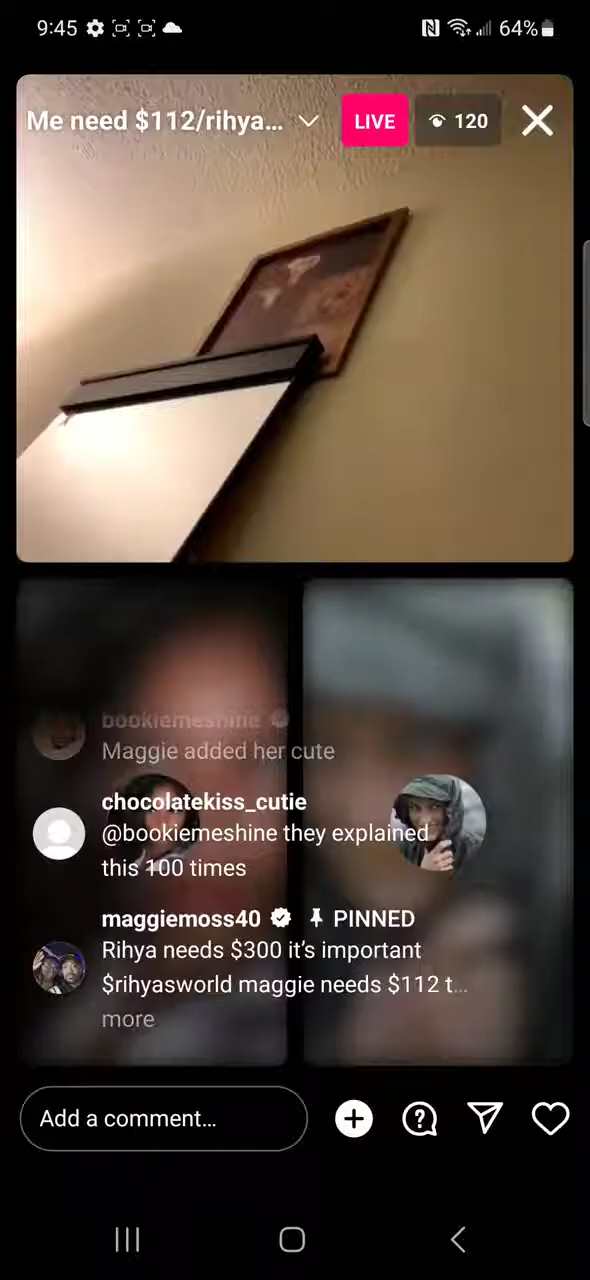 9:45
64%
Me need $112/rihya...
LIVE
120
bookiemeshine
Maggie added her cute
chocolatekiss_cutie
@bookiemeshine they explained
this 100 times
maggiemoss40 PINNED
Rihya needs $300 it's important
$rihyasworld maggie needs $112 t...
more
Add a comment...